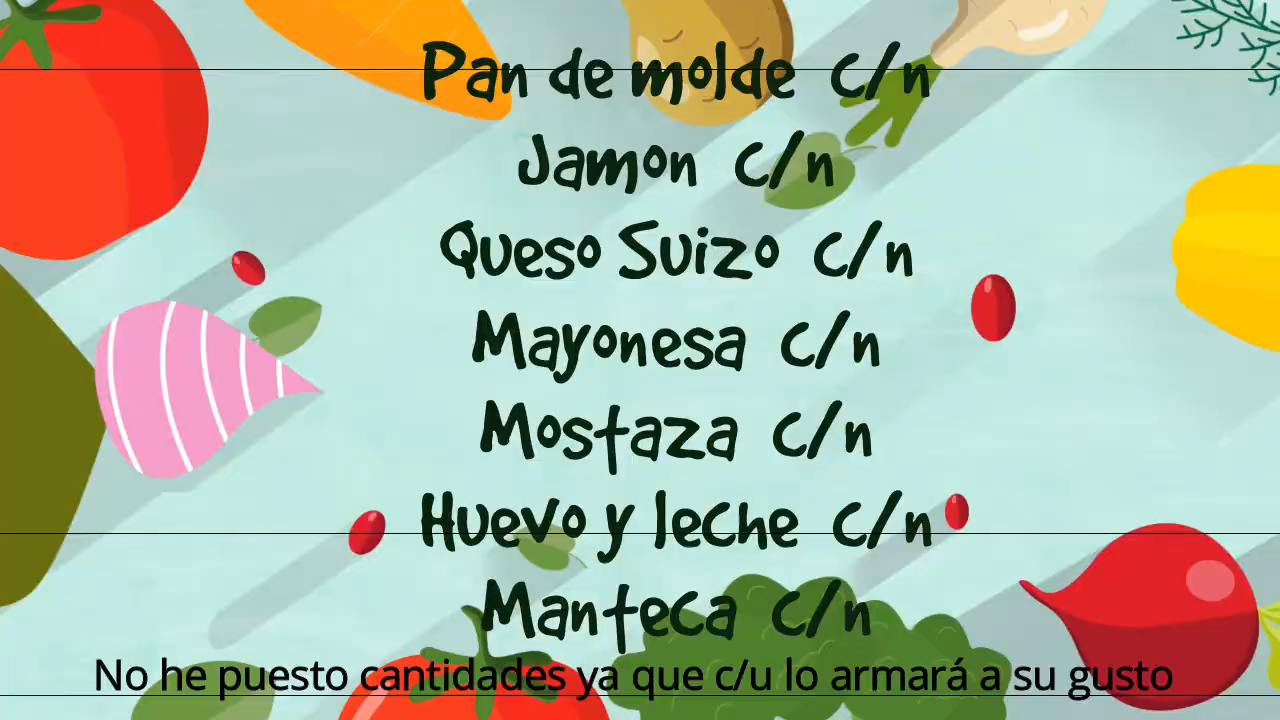 Pan de molde c/n
Jamon c/n
Queso Suizo c/n
Mayonesa c/n
Mostaza c/n
Huevo y leche c/n
Manteca c/n
No he puesto cantidades ya que c/u lo armará a su gusto